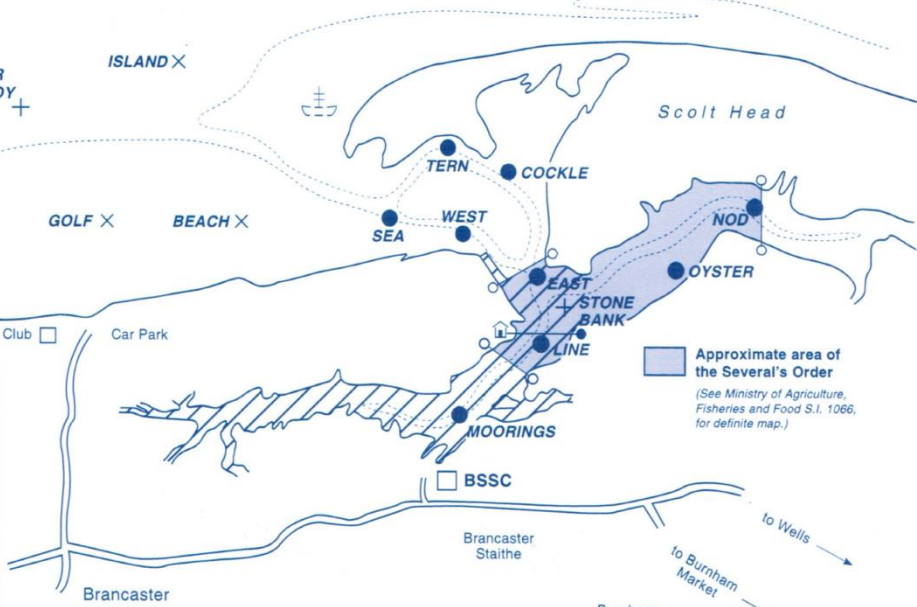 ISLAND
R
OY
Scolt Head
TERN
COCKLE
GOLF
BEACH
SEA
WEST
NOD
OYSTER
EAST
STONE
BANK
LINE
Club
Car Park
Approximate area of
the Several's Order
(See Ministry of Agriculture,
Fisheries and Food S.I. 1066,
for definite map.)
MOORINGS
BSSC
Brancaster
Staithe
to Wells
to Burnham
Market
Brancaster